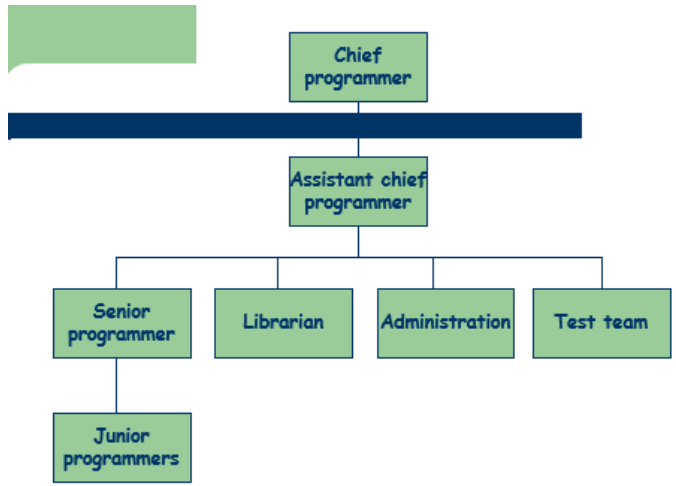 Chief
programmer
Assistant chief
programmer
Senior
programmer
Librarian
Administration
Test team
Junior
programmers